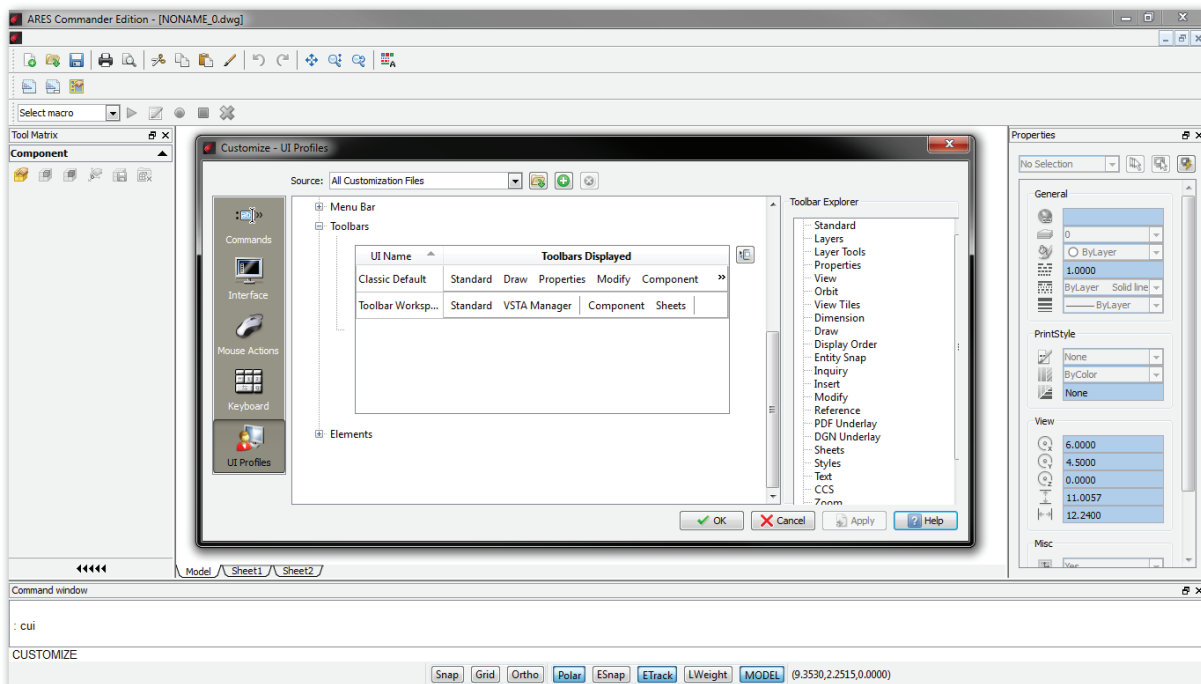 ARES Commander Edition - [NONAME_0.dwg]
Select macro
Tool Matrix
Component
Customize - UI Profiles
Source: All Customization Files
Commands
Interface
Mouse Actions
Keyboard
UI Profiles
Menu Bar
Toolbars
UI Name Toolbars Displayed
Classic Default Standard Draw Properties Modify Component »
Toolbar Worksp... Standard VSTA Manager Component Sheets
Elements
Toolbar Explorer
Standard
Layers
Layer Tools
Properties
View
Orbit
View Tiles
Dimension
Draw
Display Order
Entity Snap
Inquiry
Insert
Modify
Reference
PDF Underlay
DGN Underlay
Sheets
Styles
Text
CCS
Zoom
OK Cancel Apply Help
Properties
No Selection
General
0
ByLayer
1.0000
ByLayer Solid line
ByLayer
PrintStyle
None
ByColor
None
View
6.0000
4.5000
0.0000
11.0057
12.2400
Misc
Yes
Model Sheet1 Sheet2
Command window
: cui
CUSTOMIZE
Snap Grid Ortho Polar ESnap ETrack LWeight MODEL (9.3530,2.2515,0.0000)